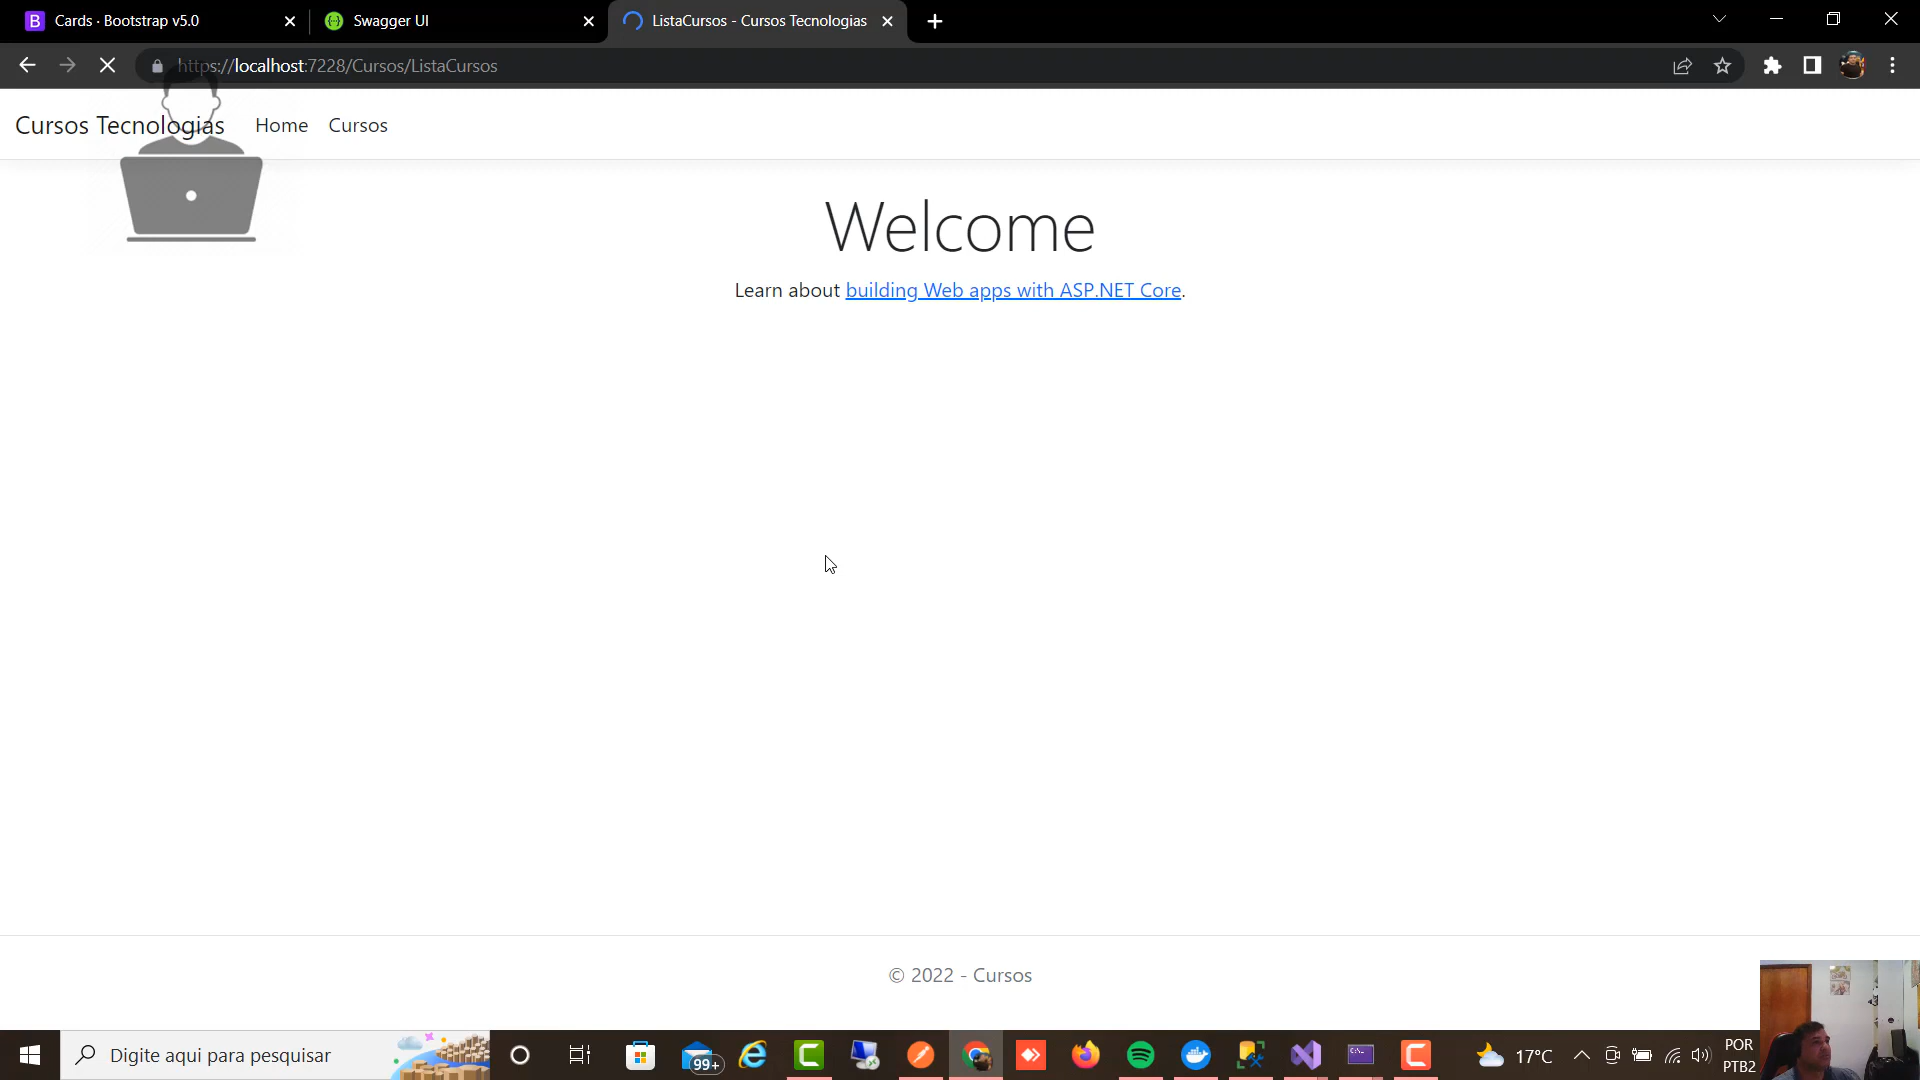 Cards · Bootstrap v5.0
Swagger UI
ListaCursos - Cursos Tecnologias
https://localhost:7228/Cursos/ListaCursos
Cursos Tecnologias
Home
Cursos
Welcome
Learn about building Web apps with ASP.NET Core.
© 2022 - Cursos
Digite aqui para pesquisar
99+
17°C
POR
PTB2